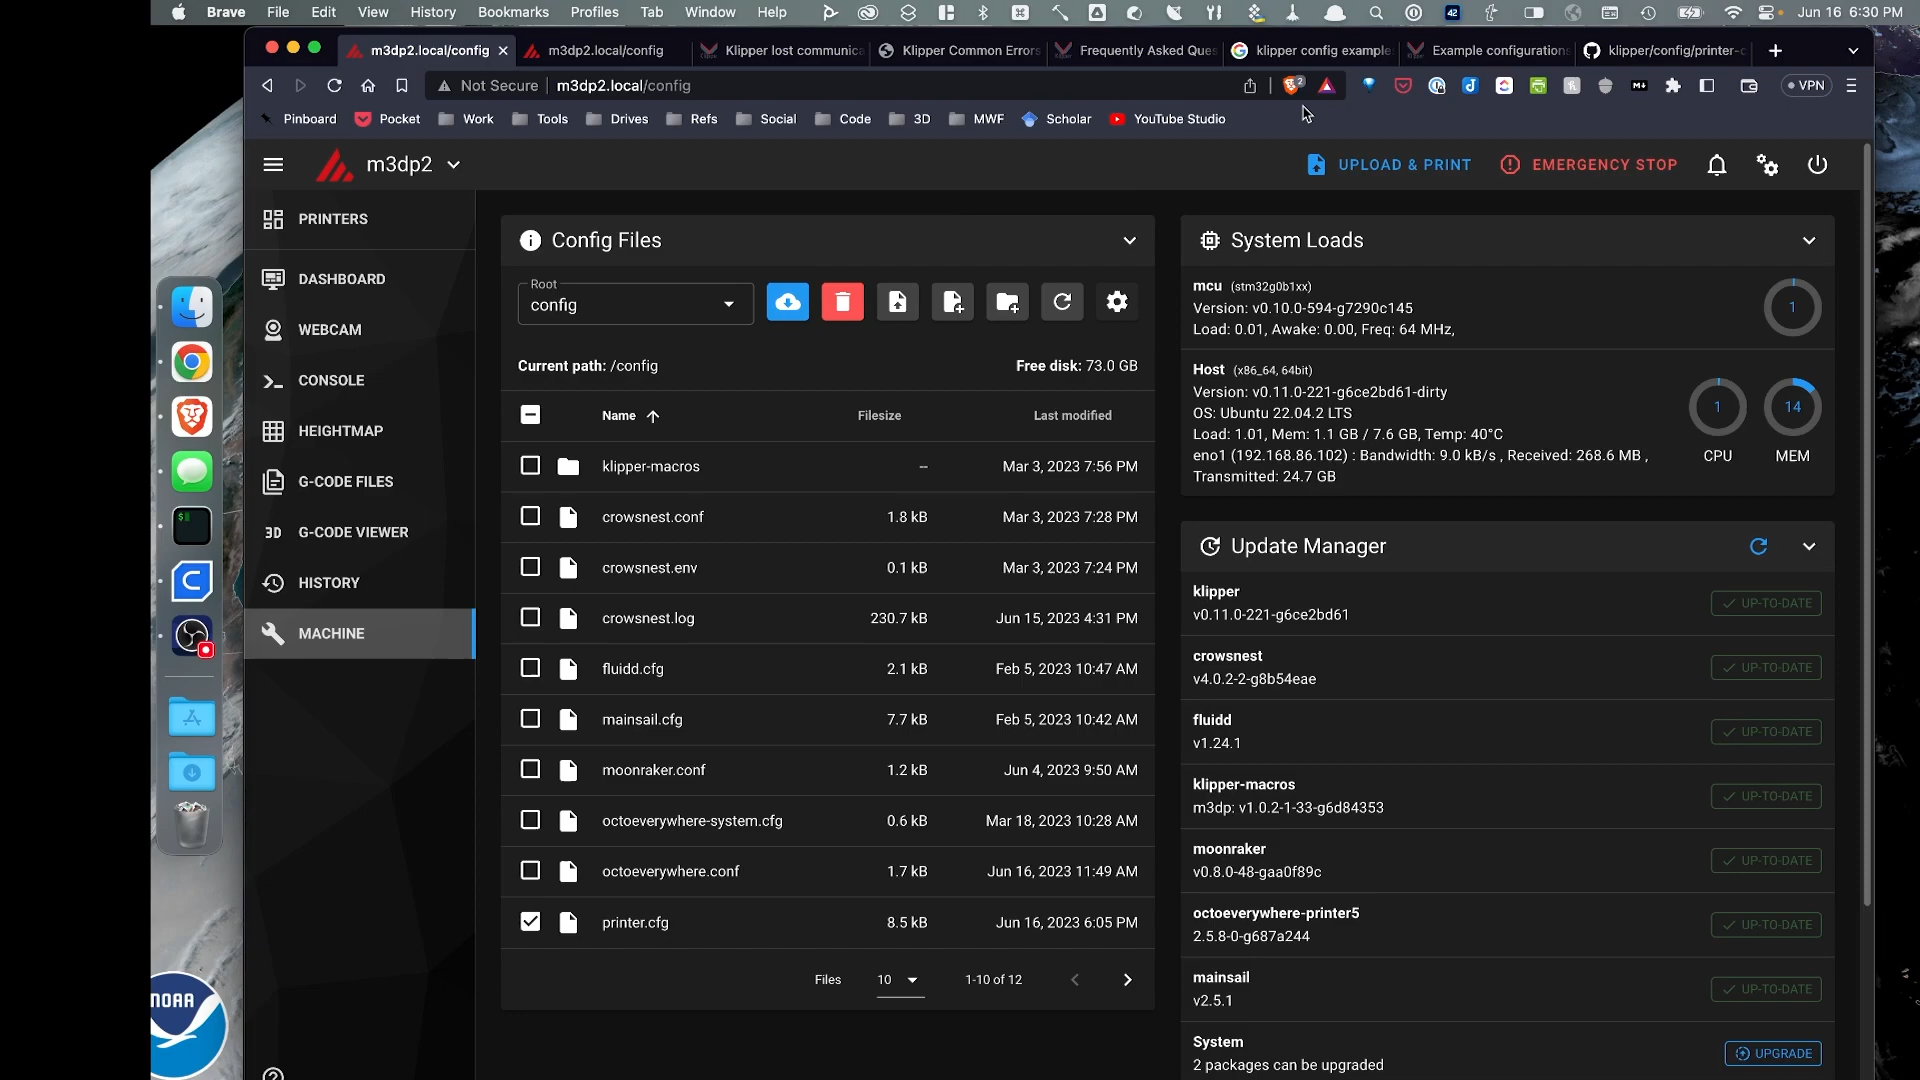 Brave File Edit View History Bookmarks Profiles Tab Window Help 42 Jun 16 6:30 PM
m3dp2.local/config m3dp2.local/config Klipper lost communica Klipper Common Errors Frequently Asked Ques klipper config example Example configurations klipper/config/printer-c
Not Secure m3dp2.local/config 2 VPN
Pinboard Pocket Work Tools Drives Refs Social Code 3D MWF Scholar YouTube Studio
m3dp2 UPLOAD & PRINT EMERGENCY STOP
PRINTERS
DASHBOARD
WEBCAM
CONSOLE
HEIGHTMAP
G-CODE FILES
3D G-CODE VIEWER
HISTORY
MACHINE
Config Files
Root
config
Current path: /config Free disk: 73.0 GB
Name Filesize Last modified
klipper-macros -- Mar 3, 2023 7:56 PM
crowsnest.conf 1.8 kB Mar 3, 2023 7:28 PM
crowsnest.env 0.1 kB Mar 3, 2023 7:24 PM
crowsnest.log 230.7 kB Jun 15, 2023 4:31 PM
fluidd.cfg 2.1 kB Feb 5, 2023 10:47 AM
mainsail.cfg 7.7 kB Feb 5, 2023 10:42 AM
moonraker.conf 1.2 kB Jun 4, 2023 9:50 AM
octoeverywhere-system.cfg 0.6 kB Mar 18, 2023 10:28 AM
octoeverywhere.conf 1.7 kB Jun 16, 2023 11:49 AM
printer.cfg 8.5 kB Jun 16, 2023 6:05 PM
Files 10 1-10 of 12
System Loads
mcu (stm32g0b1xx)
Version: v0.10.0-594-g7290c145
Load: 0.01, Awake: 0.00, Freq: 64 MHz,
1
Host (x86_64, 64bit)
Version: v0.11.0-221-g6ce2bd61-dirty
OS: Ubuntu 22.04.2 LTS
Load: 1.01, Mem: 1.1 GB / 7.6 GB, Temp: 40°C
eno1 (192.168.86.102) : Bandwidth: 9.0 kB/s , Received: 268.6 MB ,
Transmitted: 24.7 GB
1 14
CPU MEM
Update Manager
klipper
v0.11.0-221-g6ce2bd61
UP-TO-DATE
crowsnest
v4.0.2-2-g8b54eae
UP-TO-DATE
fluidd
v1.24.1
UP-TO-DATE
klipper-macros
m3dp: v1.0.2-1-33-g6d84353
UP-TO-DATE
moonraker
v0.8.0-48-gaa0f89c
UP-TO-DATE
octoeverywhere-printer5
2.5.8-0-g687a244
UP-TO-DATE
mainsail
v2.5.1
UP-TO-DATE
System
2 packages can be upgraded
UPGRADE
NOAA